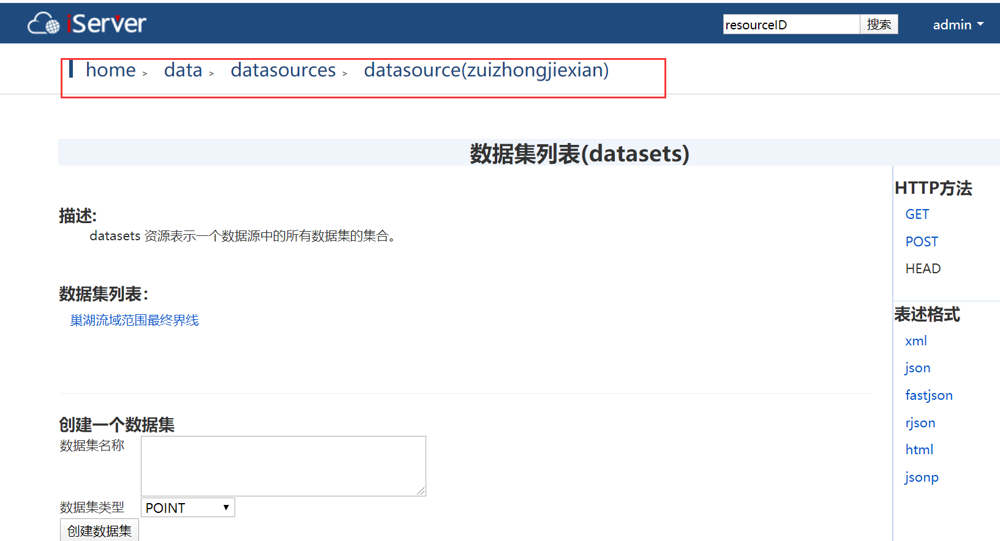 iServer
resourceID 搜索 admin
home > data > datasources > datasource(zuizhongjiexian)
数据集列表(datasets)
描述:
datasets 资源表示一个数据源中的所有数据集的集合。
数据集列表：
巢湖流域范围最终界线
创建一个数据集
数据集名称
数据集类型 POINT
创建数据集
HTTP方法
GET
POST
HEAD
表述格式
xml
json
fastjson
rjson
html
jsonp